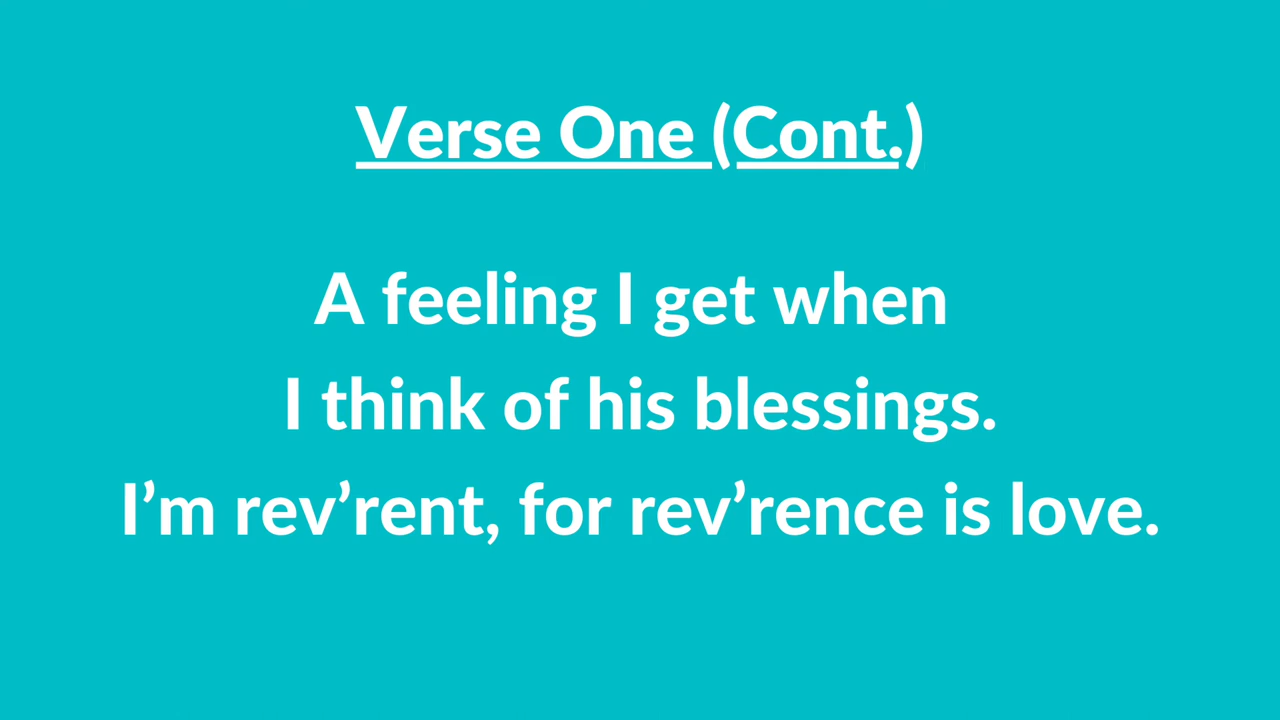 Verse One (Cont.)
A feeling I get when
I think of his blessings.
I’m rev’rent, for rev’rence is love.